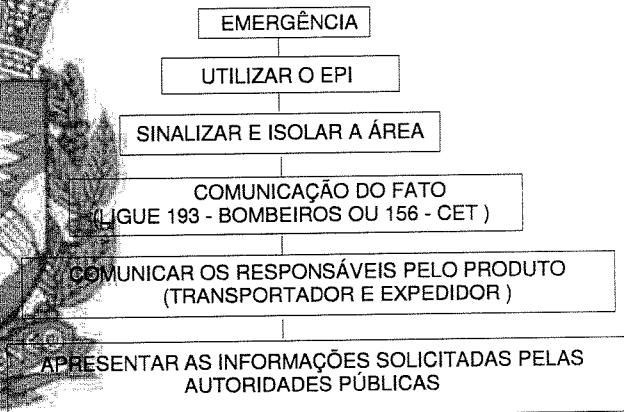 EMERGÊNCIA
UTILIZAR O EPI
SINALIZAR E ISOLAR A ÁREA
COMUNICAÇÃO DO FATO
(LIGUE 193 - BOMBEIROS OU 156 - CET )
COMUNICAR OS RESPONSÁVEIS PELO PRODUTO
(TRANSPORTADOR E EXPEDIDOR )
APRESENTAR AS INFORMAÇÕES SOLICITADAS PELAS
AUTORIDADES PÚBLICAS